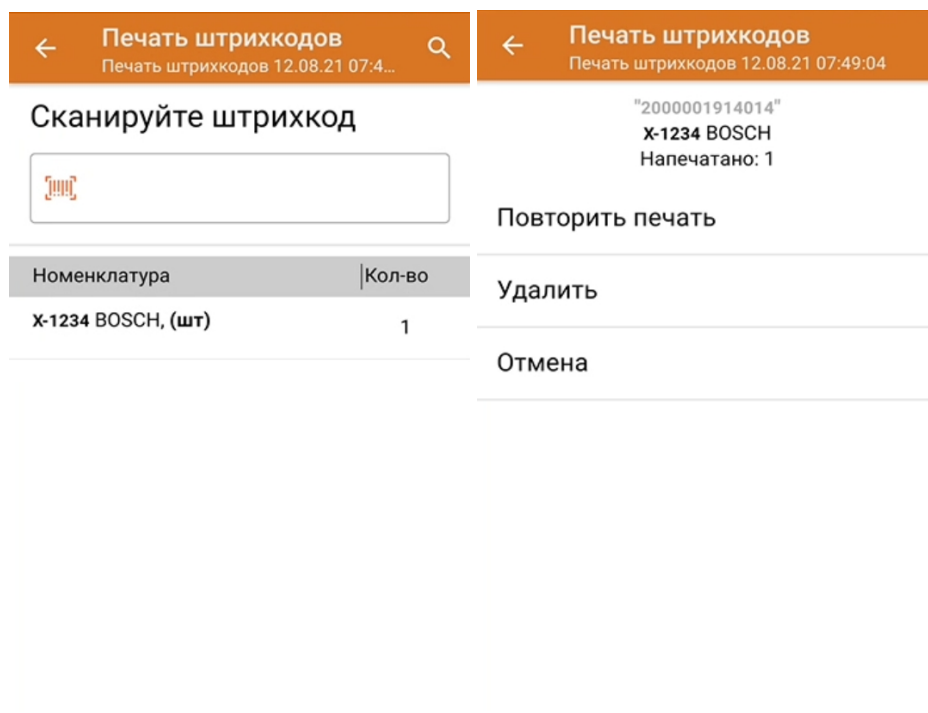 Печать штрихкодов
Печать штрихкодов 12.08.21 07:4...
Сканируйте штрихкод
Номенклатура Кол-во
X-1234 BOSCH, (шт) 1
Печать штрихкодов
Печать штрихкодов 12.08.21 07:49:04
"2000001914014"
X-1234 BOSCH
Напечатано: 1
Повторить печать
Удалить
Отмена